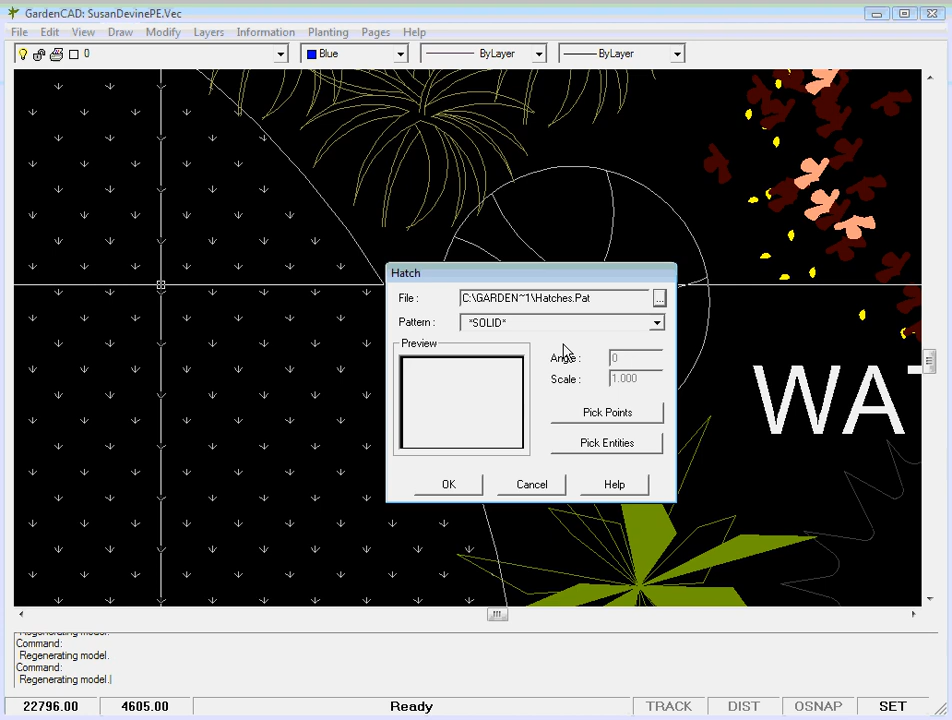 GardenCAD: SusanDevinePE.Vec
File Edit View Draw Modify Layers Information Planting Pages Help
0 Blue ByLayer ByLayer
Hatch
File : C:\GARDEN~1\Hatches.Pat ...
Pattern : *SOLID*
Preview
Angle : 0
Scale : 1.000
WAT
Pick Points
Pick Entities
OK Cancel Help
Regenerating model.
Command:
Regenerating model.
Command:
Regenerating model.
22796.00 4605.00 Ready TRACK DIST OSNAP SET